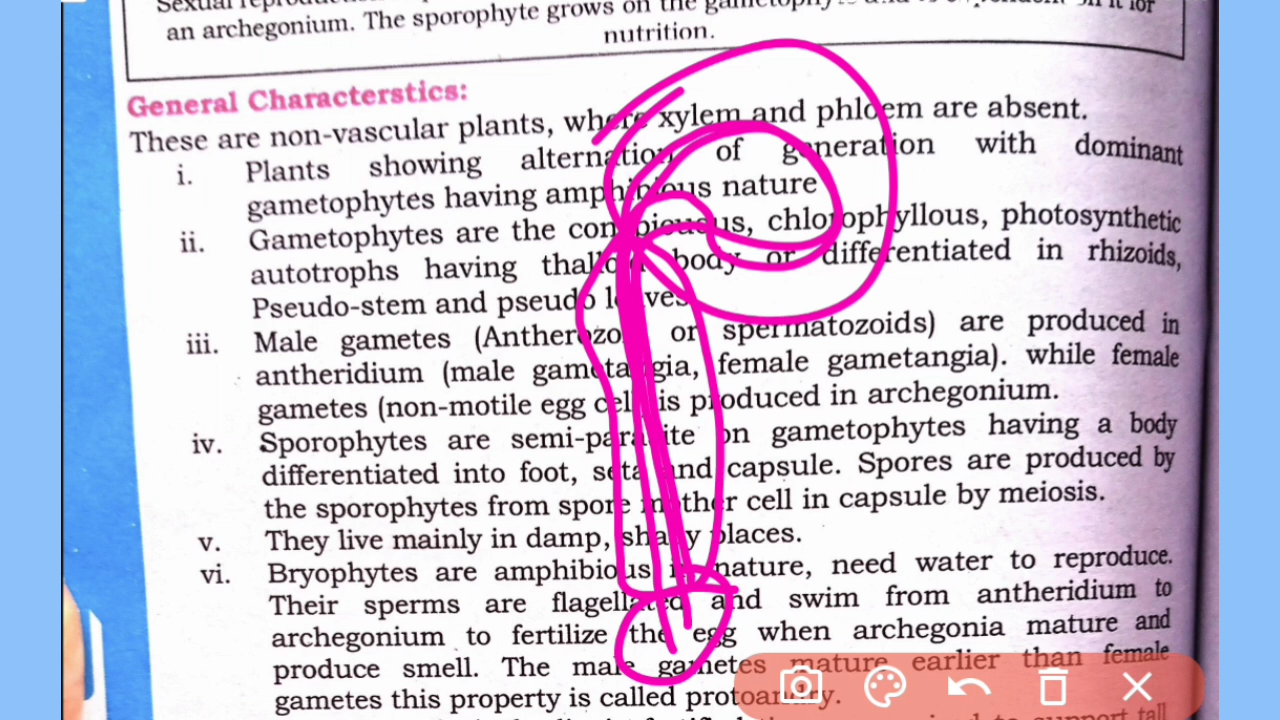 an archegonium. The sporophyte grows on the
nutrition.
General Characterstics:
These are non-vascular plants, where xylem and phloem are absent.
i. Plants showing alternation of generation with dominant
gametophytes having amphibious nature
ii. Gametophytes are the conspicuous, chlorophyllous, photosynthetic
autotrophs having thalloid body or differentiated in rhizoids,
Pseudo-stem and pseudo leaves.
iii. Male gametes (Antherozoids or spermatozoids) are produced in
antheridium (male gametangia, female gametangia). while female
gametes (non-motile egg cell) is produced in archegonium.
iv. Sporophytes are semi-parasite on gametophytes having a body
differentiated into foot, seta and capsule. Spores are produced by
the sporophytes from spore mother cell in capsule by meiosis.
v. They live mainly in damp, shady places.
vi. Bryophytes are amphibious in nature, need water to reproduce.
Their sperms are flagellated and swim from antheridium to
archegonium to fertilize the egg when archegonia mature and
produce smell. The male gametes mature earlier than female
gametes this property is called protoandry.
support tall